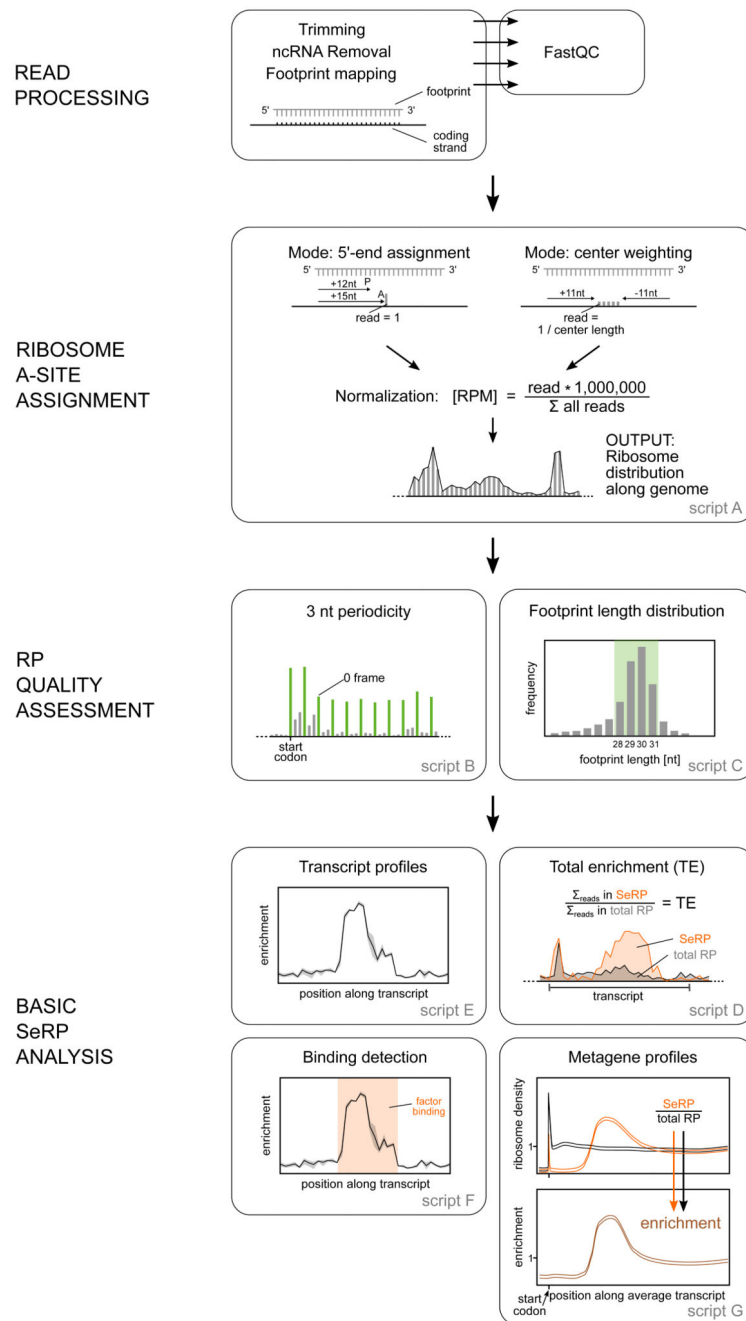 READ
PROCESSING
Trimming
ncRNA Removal
Footprint mapping
footprint
5'
3'
coding
strand
FastQC
RIBOSOME
A-SITE
ASSIGNMENT
Mode: 5'-end assignment
5'
3'
+12nt
P
+15nt
A
read = 1
Mode: center weighting
5'
3'
+11nt
-11nt
read =
1 / center length
Normalization: [RPM] = read * 1,000,000
Σ all reads
OUTPUT:
Ribosome
distribution
along genome
script A
RP
QUALITY
ASSESSMENT
3 nt periodicity
0 frame
start
codon
script B
Footprint length distribution
frequency
28 29 30 31
footprint length [nt]
script C
BASIC
SeRP
ANALYSIS
Transcript profiles
enrichment
position along transcript
script E
Total enrichment (TE)
Σreads in SeRP
Σreads in total RP
= TE
SeRP
total RP
transcript
script D
Binding detection
enrichment
factor
binding
position along transcript
script F
Metagene profiles
ribosome density
1
SeRP
total RP
enrichment
enrichment
1
start
codon
position along average transcript
script G